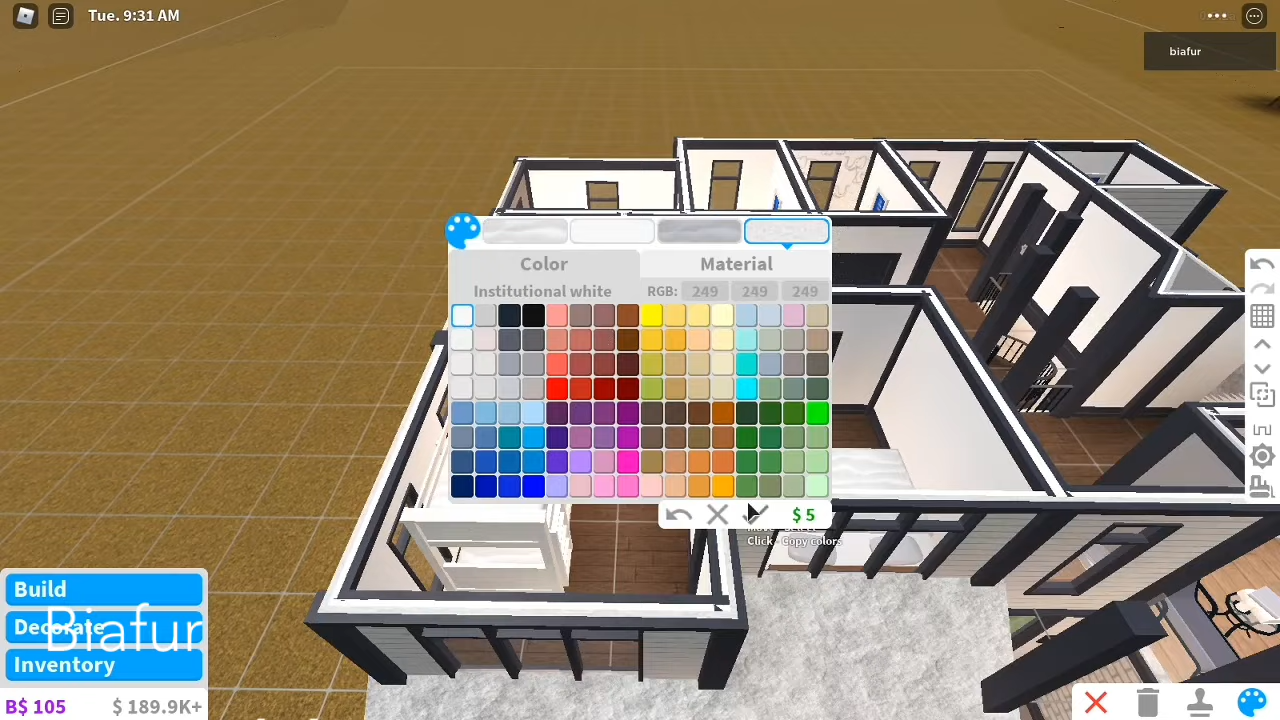 Tue. 9:31 AM
biafur
Color
Material
Institutional white
RGB: 249 249 249
$ 5
Click - Copy colors
Build
Decorate
Biafur
Inventory
B$ 105
$ 189.9K+